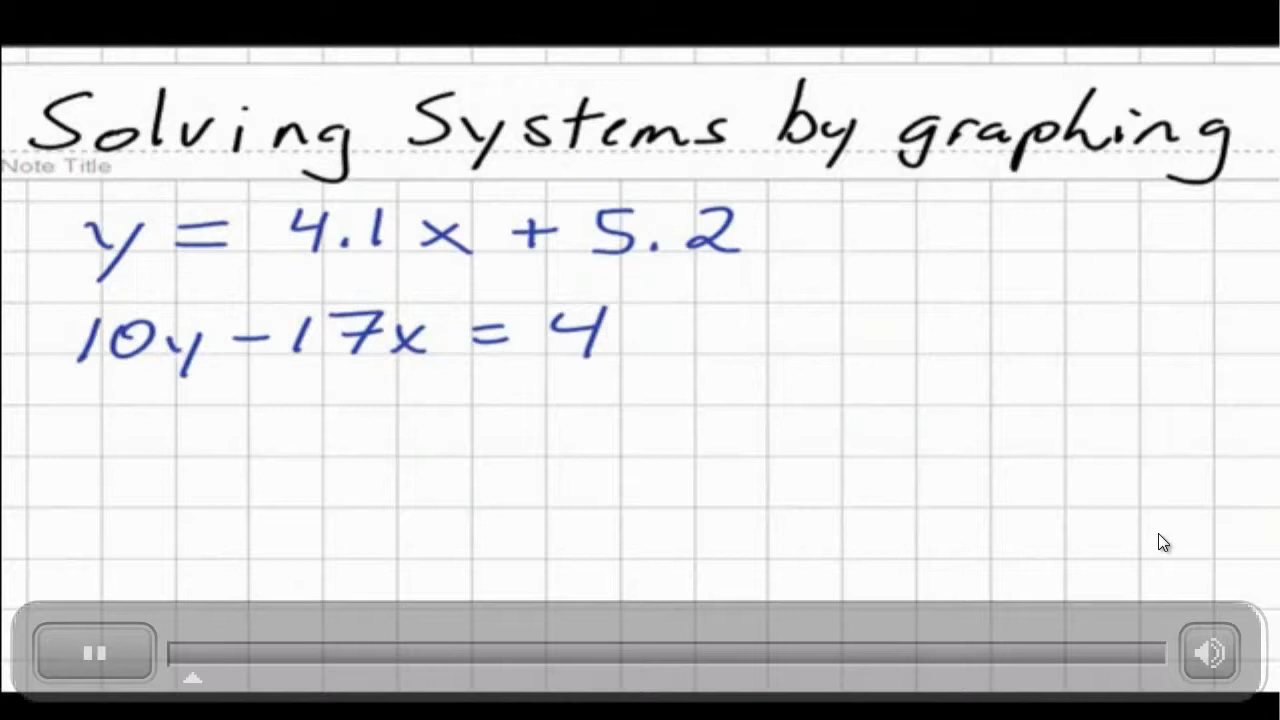 Solving Systems by graphing
Note Title
y = 4.1x + 5.2
10y - 17x = 4